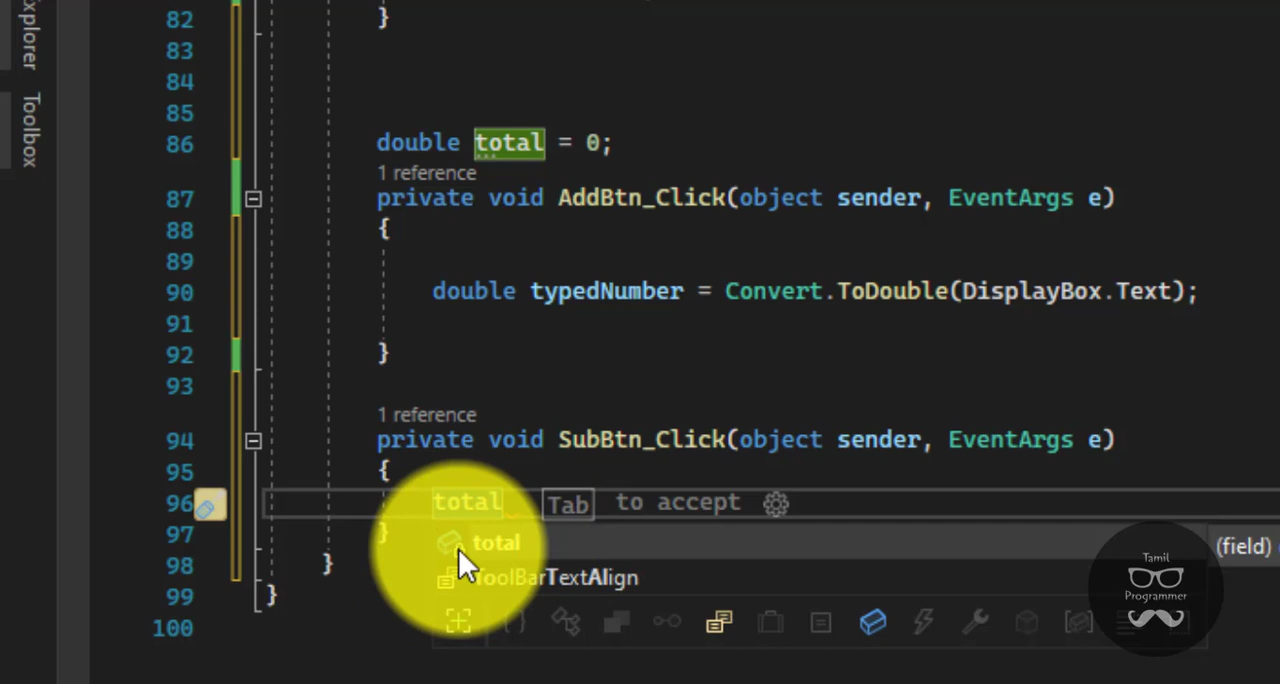 Explorer
Toolbox
82 }
83
84
85
86 double total = 0;
1 reference
87 private void AddBtn_Click(object sender, EventArgs e)
88 {
89
90 double typedNumber = Convert.ToDouble(DisplayBox.Text);
91
92 }
93
1 reference
94 private void SubBtn_Click(object sender, EventArgs e)
95 {
96 total Tab to accept
97 }
total (field)
98 }
ToolBarTextAlign
99 }
100
Tamil
Programmer